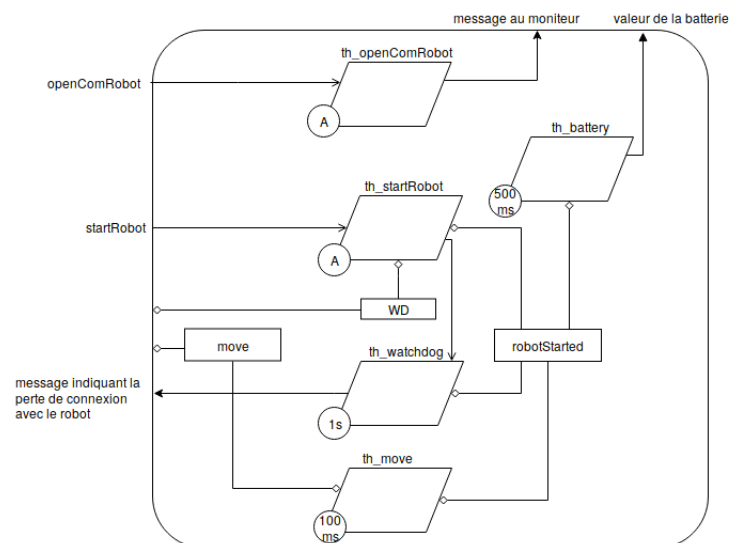 message au moniteur
valeur de la batterie
th_openComRobot
openComRobot
A
th_battery
500
ms
th_startRobot
startRobot
A
WD
move
robotStarted
th_watchdog
message indiquant la
perte de connexion
avec le robot
1s
th_move
100
ms